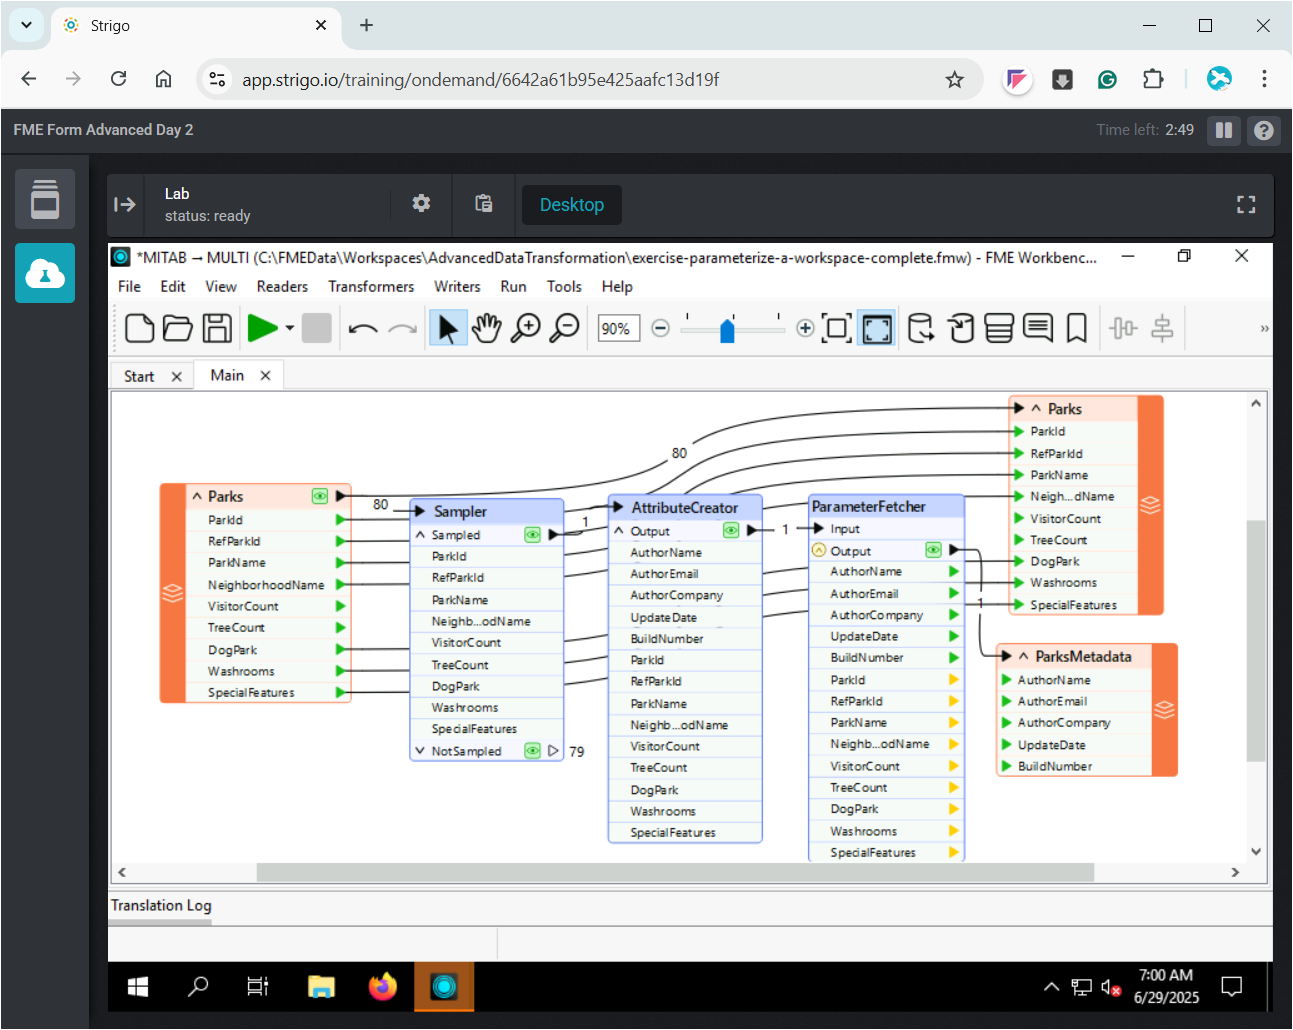 Strigo
app.strigo.io/training/ondemand/6642a61b95e425aafc13d19f
FME Form Advanced Day 2
Time left: 2:49
Lab
status: ready
Desktop
*MITAB → MULTI (C:\FMEData\Workspaces\AdvancedDataTransformation\exercise-parameterize-a-workspace-complete.fmw) - FME Workbenc...
File Edit View Readers Transformers Writers Run Tools Help
90%
Start
Main
Parks
ParkId
RefParkId
ParkName
NeighborhoodName
VisitorCount
TreeCount
DogPark
Washrooms
SpecialFeatures
80
80
Sampler
Sampled
ParkId
RefParkId
ParkName
Neighb...odName
VisitorCount
TreeCount
DogPark
Washrooms
SpecialFeatures
NotSampled
79
1
AttributeCreator
Output
AuthorName
AuthorEmail
AuthorCompany
UpdateDate
BuildNumber
ParkId
RefParkId
ParkName
Neighb...odName
VisitorCount
TreeCount
DogPark
Washrooms
SpecialFeatures
1
ParameterFetcher
Input
Output
AuthorName
AuthorEmail
AuthorCompany
UpdateDate
BuildNumber
ParkId
RefParkId
ParkName
Neighb...odName
VisitorCount
TreeCount
DogPark
Washrooms
SpecialFeatures
1
Parks
ParkId
RefParkId
ParkName
Neigh...dName
VisitorCount
TreeCount
DogPark
Washrooms
SpecialFeatures
ParksMetadata
AuthorName
AuthorEmail
AuthorCompany
UpdateDate
BuildNumber
Translation Log
7:00 AM
6/29/2025